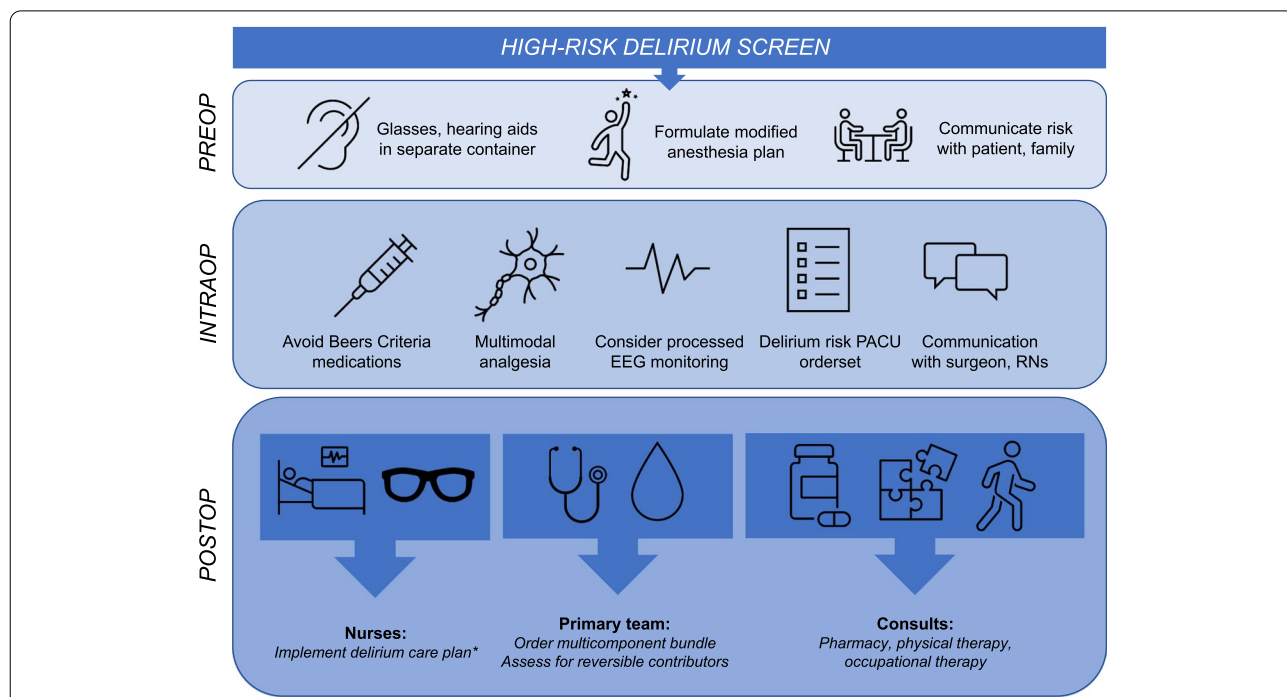 HIGH-RISK DELIRIUM SCREEN
PREOP
Glasses, hearing aids
in separate container
Formulate modified
anesthesia plan
Communicate risk
with patient, family
INTRAOP
Avoid Beers Criteria
medications
Multimodal
analgesia
Consider processed
EEG monitoring
Delirium risk PACU
orderset
Communication
with surgeon, RNs
POSTOP
Nurses:
Implement delirium care plan*
Primary team:
Order multicomponent bundle
Assess for reversible contributors
Consults:
Pharmacy, physical therapy,
occupational therapy